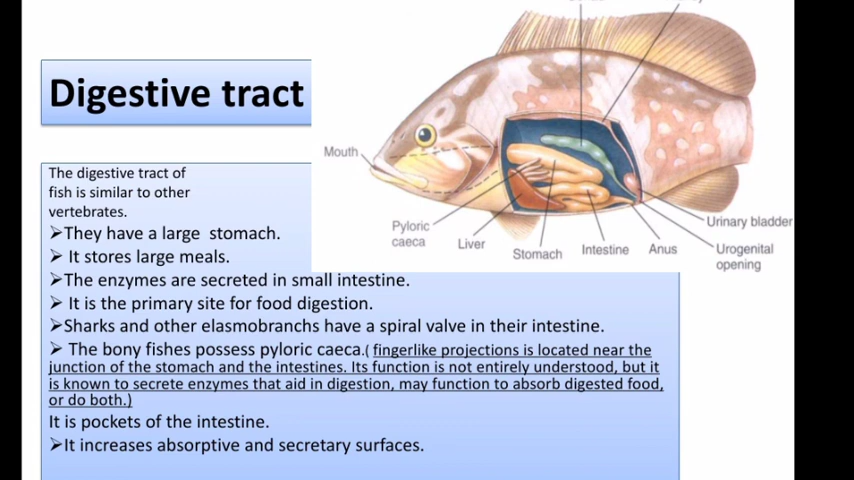 Digestive tract
The digestive tract of
fish is similar to other
vertebrates.
➢They have a large stomach.
➢ It stores large meals.
➢The enzymes are secreted in small intestine.
➢ It is the primary site for food digestion.
➢Sharks and other elasmobranchs have a spiral valve in their intestine.
➢ The bony fishes possess pyloric caeca.( fingerlike projections is located near the
junction of the stomach and the intestines. Its function is not entirely understood, but it
is known to secrete enzymes that aid in digestion, may function to absorb digested food,
or do both.)
It is pockets of the intestine.
➢It increases absorptive and secretary surfaces.
Mouth
Pyloric
caeca
Liver
Stomach
Intestine
Anus
Urinary bladder
Urogenital
opening